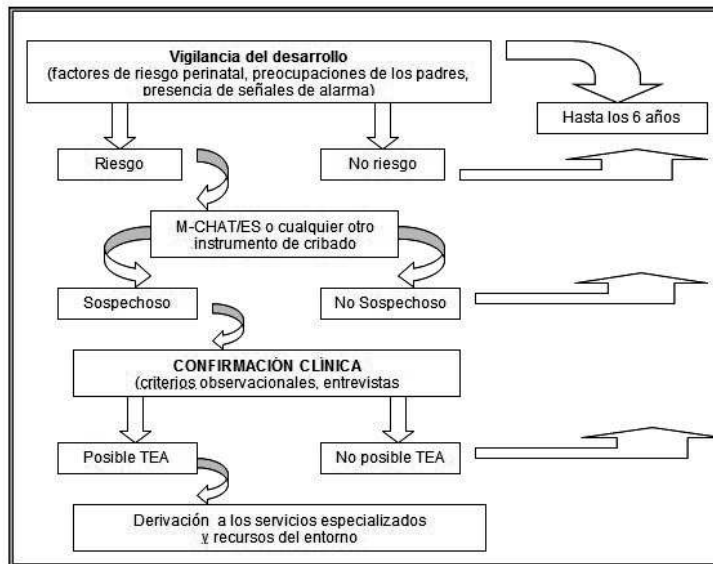 Vigilancia del desarrollo
(factores de riesgo perinatal, preocupaciones de los padres,
presencia de señales de alarma)
Hasta los 6 años
Riesgo
No riesgo
M-CHAT/ES o cualquier otro
instrumento de cribado
Sospechoso
No Sospechoso
CONFIRMACIÓN CLÌNICA
(criterios observacionales, entrevistas
Posible TEA
No posible TEA
Derivación a los servicios especializados
y recursos del entorno